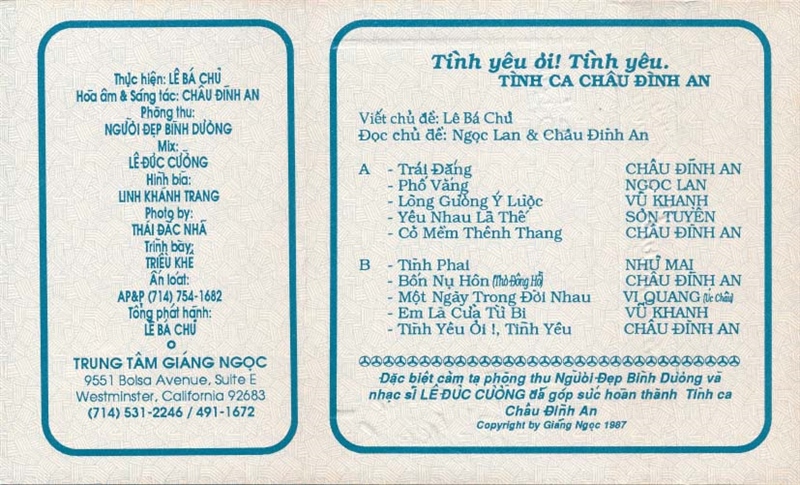 Thực hiện: LÊ BÁ CHƯ
Hòa âm & Sáng tác: CHÂU ĐÌNH AN
Phòng thu:
NGƯỜI ĐẸP BÌNH DƯƠNG
Mix:
LÊ ĐỨC CƯỜNG
Hình bìa:
LINH KHÁNH TRANG
Photo by:
THÁI ĐẮC NHÃ
Trình bày:
TRIỀU KHÊ
Ấn loát:
AP&P (714) 754-1682
Tổng phát hành:
LÊ BÁ CHƯ
TRUNG TÂM GIÁNG NGỌC
9551 Bolsa Avenue, Suite E
Westminster, California 92683
(714) 531-2246 / 491-1672
Tình yêu ơi! Tình yêu.
TÌNH CA CHÂU ĐÌNH AN
Viết chủ đề: Lê Bá Chư
Đọc chủ đề: Ngọc Lan & Châu Đình An
A - Trái Đắng CHÂU ĐÌNH AN
- Phố Vắng NGỌC LAN
- Lòng Gương Ý Lược VŨ KHANH
- Yêu Nhau Là Thế SƠN TUYỀN
- Cỏ Mềm Thênh Thang CHÂU ĐÌNH AN
B - Tình Phai NHƯ MAI
- Bốn Nụ Hôn (Thơ Đông Hồ) CHÂU ĐÌNH AN
- Một Ngày Trong Đời Nhau VI QUANG (Úc Châu)
- Em Là Của Từ Bi VŨ KHANH
- Tình Yêu Ơi !, Tình Yêu CHÂU ĐÌNH AN
Đặc biệt cảm tạ phòng thu Người Đẹp Bình Dương và
nhạc sĩ LÊ ĐỨC CƯỜNG đã góp sức hoàn thành Tình ca
Châu Đình An
Copyright by Giáng Ngọc 1987